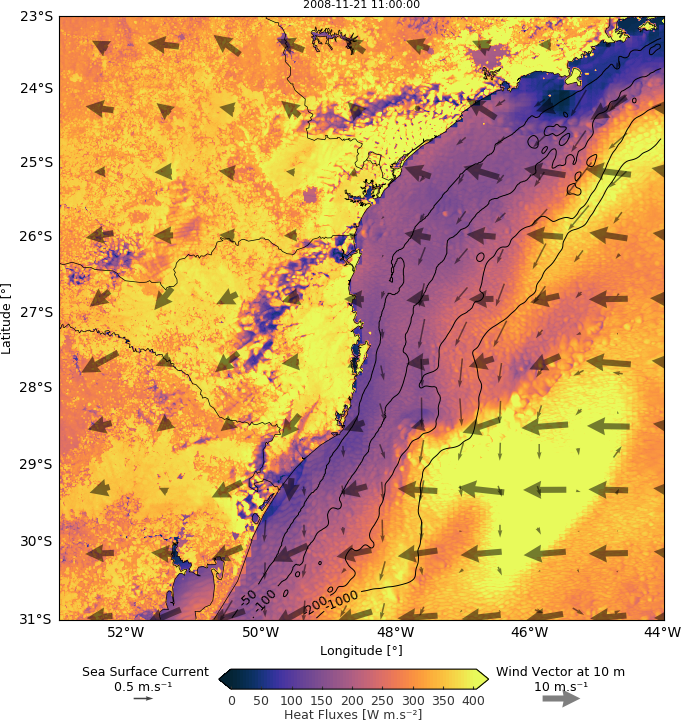 2008-11-21 11:00:00
23°S
24°S
25°S
26°S
27°S
28°S
29°S
30°S
31°S
Latitude [°]
-50
-100
-200
-1000
52°W 50°W 48°W 46°W 44°W
Longitude [°]
Sea Surface Current
0.5 m.s⁻¹
0 50 100 150 200 250 300 350 400
Heat Fluxes [W m.s⁻²]
Wind Vector at 10 m
10 m.s⁻¹